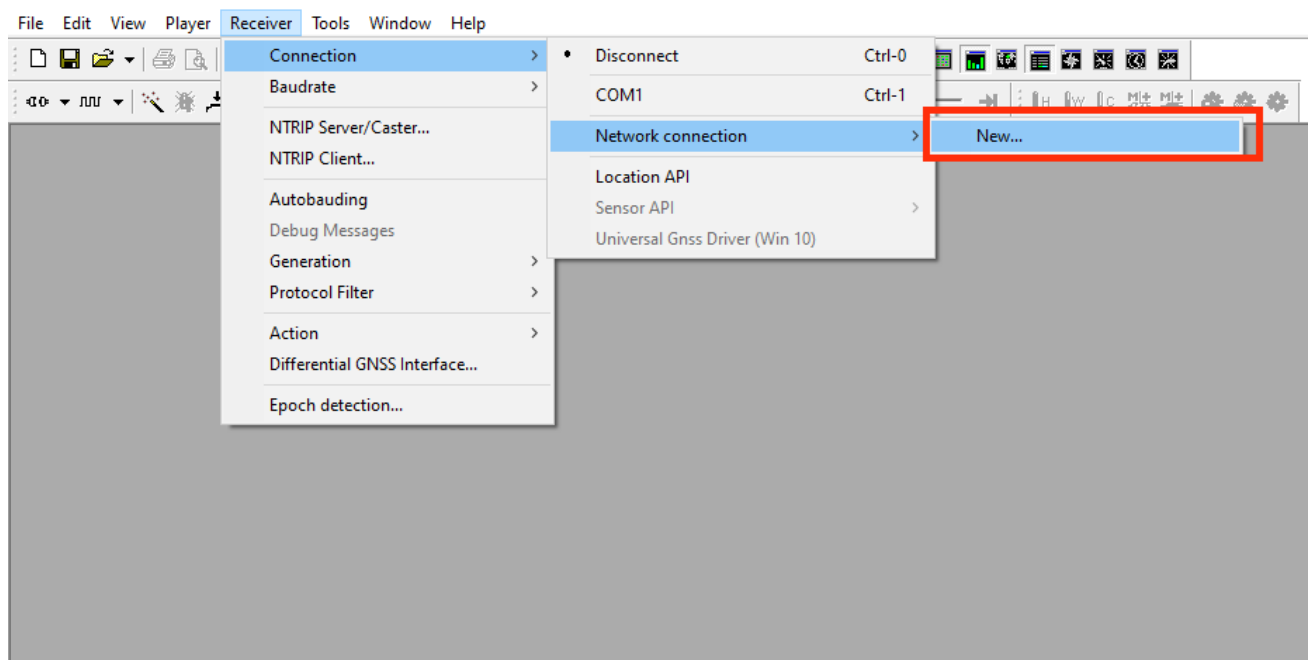 File Edit View Player Receiver Tools Window Help
Connection
Baudrate
NTRIP Server/Caster...
NTRIP Client...
Autobauding
Debug Messages
Generation
Protocol Filter
Action
Differential GNSS Interface...
Epoch detection...
Disconnect Ctrl-0
COM1 Ctrl-1
Network connection
Location API
Sensor API
Universal Gnss Driver (Win 10)
New...